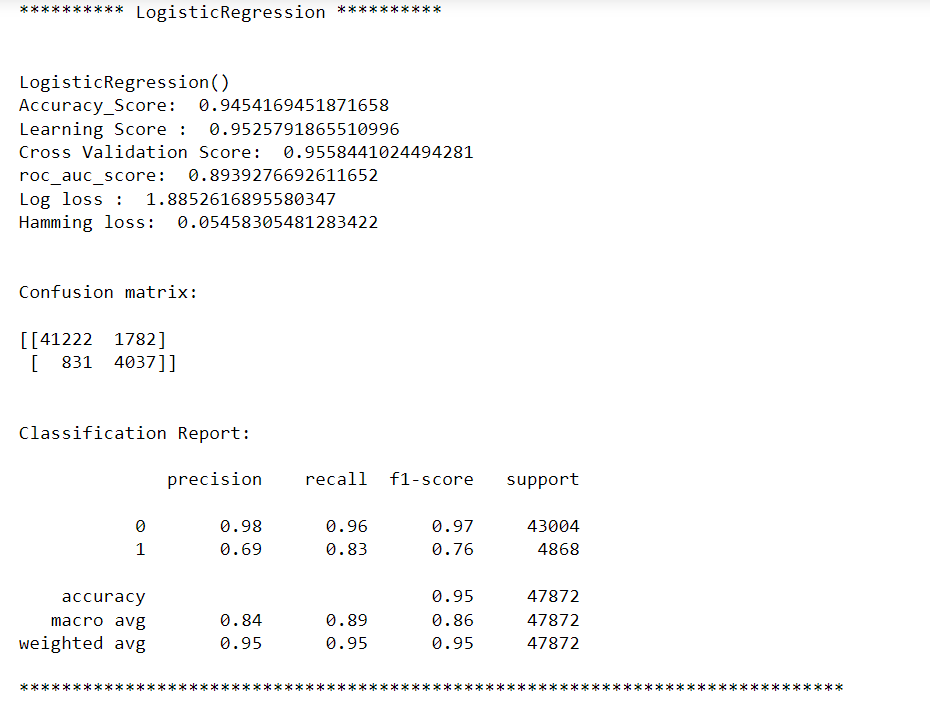 ********** LogisticRegression **********
LogisticRegression()
Accuracy_Score:  0.9454169451871658
Learning Score :  0.9525791865510996
Cross Validation Score:  0.9558441024494281
roc_auc_score:  0.8939276692611652
Log loss :  1.8852616895580347
Hamming loss:  0.05458305481283422
Confusion matrix:
[[41222  1782]
 [  831  4037]]
Classification Report:
              precision    recall  f1-score   support
           0       0.98      0.96      0.97     43004
           1       0.69      0.83      0.76      4868
    accuracy                           0.95     47872
   macro avg       0.84      0.89      0.86     47872
weighted avg       0.95      0.95      0.95     47872
******************************************************************************